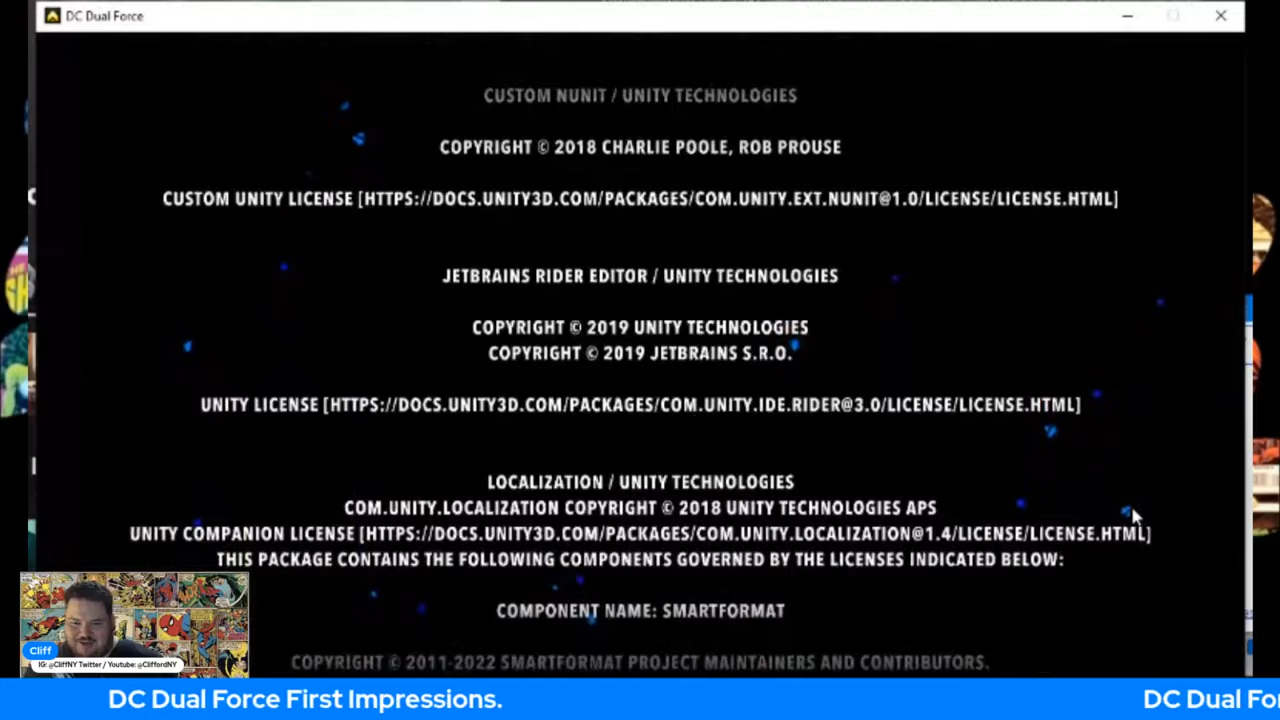 DC Dual Force
CUSTOM NUNIT / UNITY TECHNOLOGIES
COPYRIGHT © 2018 CHARLIE POOLE, ROB PROUSE
CUSTOM UNITY LICENSE [HTTPS://DOCS.UNITY3D.COM/PACKAGES/COM.UNITY.EXT.NUNIT@1.0/LICENSE/LICENSE.HTML]
JETBRAINS RIDER EDITOR / UNITY TECHNOLOGIES
COPYRIGHT © 2019 UNITY TECHNOLOGIES
COPYRIGHT © 2019 JETBRAINS S.R.O.
UNITY LICENSE [HTTPS://DOCS.UNITY3D.COM/PACKAGES/COM.UNITY.IDE.RIDER@3.0/LICENSE/LICENSE.HTML]
LOCALIZATION / UNITY TECHNOLOGIES
COM.UNITY.LOCALIZATION COPYRIGHT © 2018 UNITY TECHNOLOGIES APS
UNITY COMPANION LICENSE [HTTPS://DOCS.UNITY3D.COM/PACKAGES/COM.UNITY.LOCALIZATION@1.4/LICENSE/LICENSE.HTML]
THIS PACKAGE CONTAINS THE FOLLOWING COMPONENTS GOVERNED BY THE LICENSES INDICATED BELOW:
COMPONENT NAME: SMARTFORMAT
COPYRIGHT © 2011-2022 SMARTFORMAT PROJECT MAINTAINERS AND CONTRIBUTORS.
Cliff
IG: @CliffNY Twitter / Youtube: @CliffordNY
DC Dual Force First Impressions.
DC Dual For